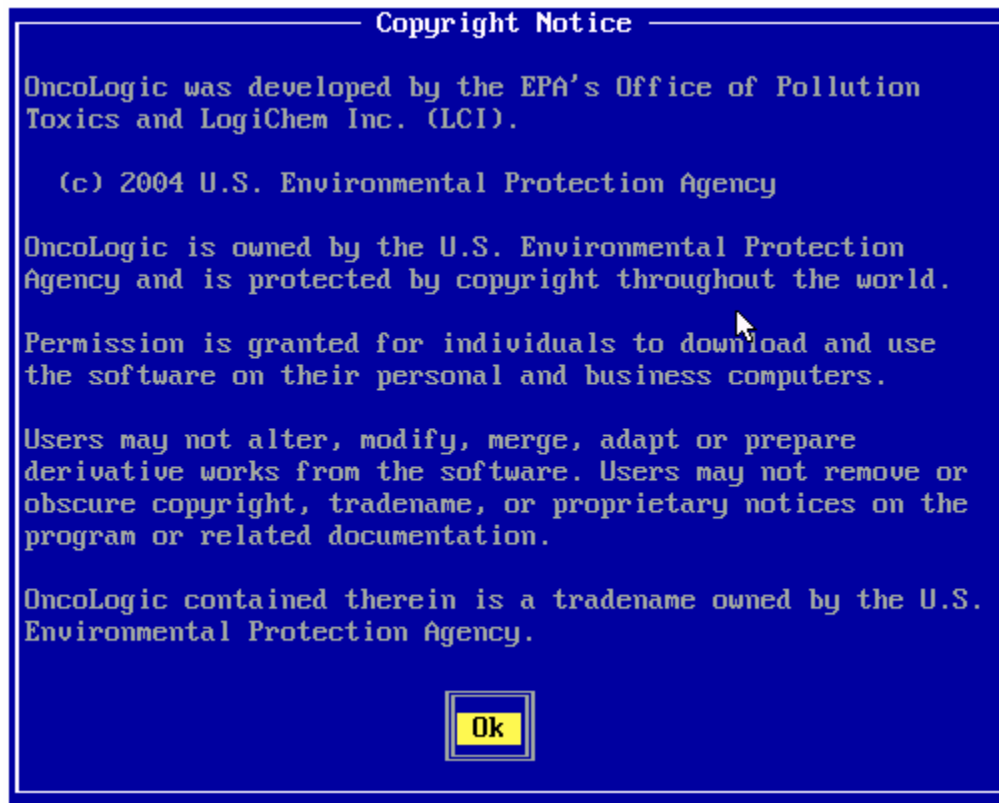 Copyright Notice
OncoLogic was developed by the EPA's Office of Pollution
Toxics and LogiChem Inc. (LCI).
(c) 2004 U.S. Environmental Protection Agency
OncoLogic is owned by the U.S. Environmental Protection
Agency and is protected by copyright throughout the world.
Permission is granted for individuals to download and use
the software on their personal and business computers.
Users may not alter, modify, merge, adapt or prepare
derivative works from the software. Users may not remove or
obscure copyright, tradename, or proprietary notices on the
program or related documentation.
OncoLogic contained therein is a tradename owned by the U.S.
Environmental Protection Agency.
Ok